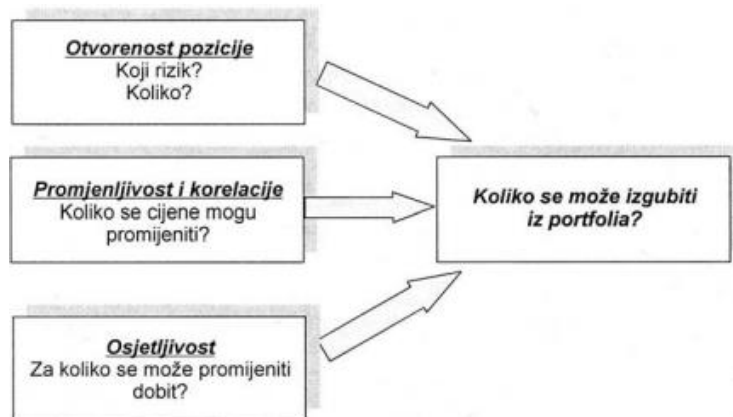 Otvorenost pozicije
Koji rizik?
Koliko?
Promjenljivost i korelacije
Koliko se cijene mogu
promijeniti?
Koliko se može izgubiti
iz portfolia?
Osjetljivost
Za koliko se može promijeniti
dobit?